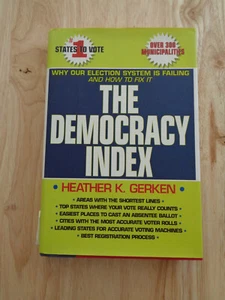 1
STATES TO VOTE
OVER 300
MUNICIPALITIES
WHY OUR ELECTION SYSTEM IS FAILING
AND HOW TO FIX IT
THE
DEMOCRACY
INDEX
• HEATHER K. GERKEN •
• AREAS WITH THE SHORTEST LINES •
• TOP STATES WHERE YOUR VOTE REALLY COUNTS •
• EASIEST PLACES TO CAST AN ABSENTEE BALLOT •
• CITIES WITH THE MOST ACCURATE VOTER ROLLS •
• LEADING STATES FOR ACCURATE VOTING MACHINES •
• BEST REGISTRATION PROCESS •